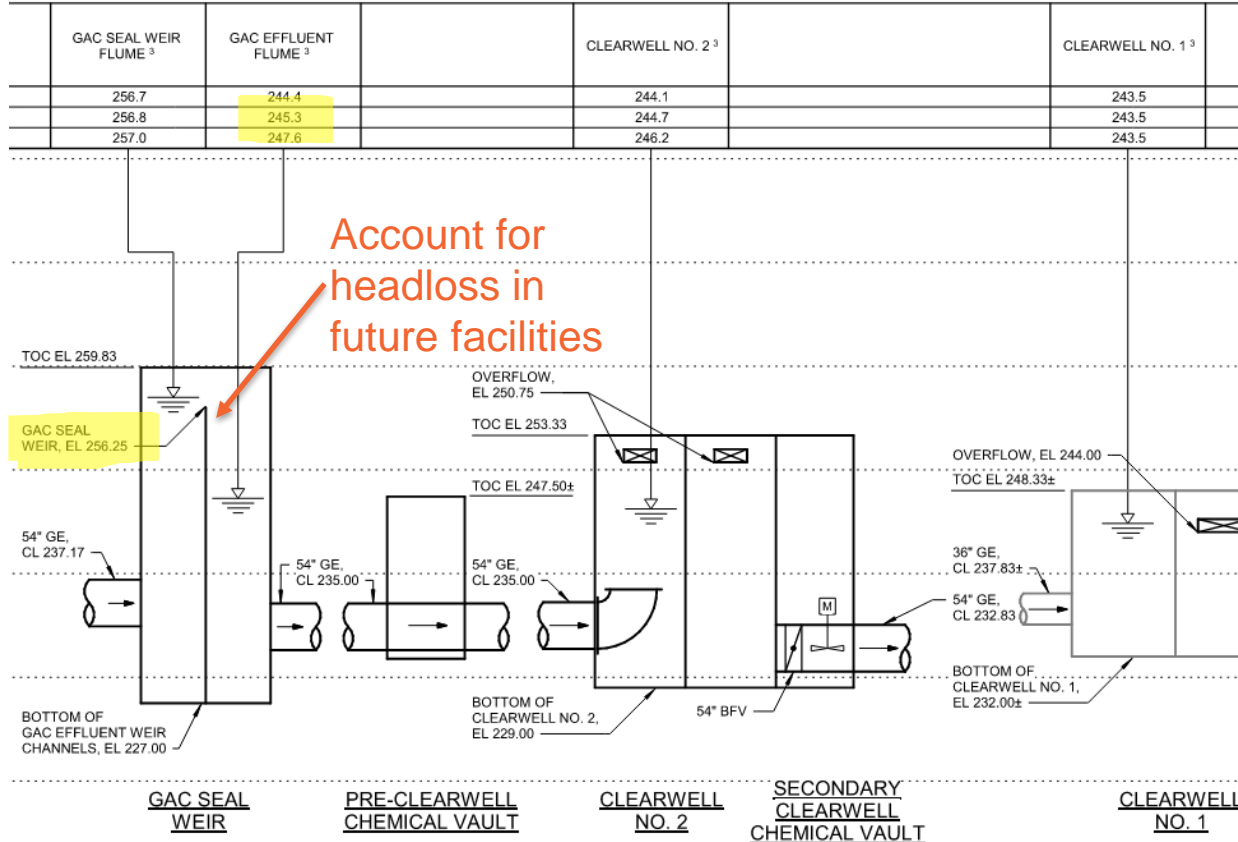 GAC SEAL WEIR
FLUME ³
GAC EFFLUENT
FLUME ³
CLEARWELL NO. 2 ³
CLEARWELL NO. 1 ³
256.7 244.4 244.1 243.5
256.8 245.3 244.7 243.5
257.0 247.6 246.2 243.5
Account for
headloss in
future facilities
TOC EL 259.83
GAC SEAL
WEIR, EL 256.25
54" GE,
CL 237.17
54" GE,
CL 235.00
OVERFLOW,
EL 250.75
TOC EL 253.33
TOC EL 247.50±
54" GE,
CL 235.00
M
54" BFV
OVERFLOW, EL 244.00
TOC EL 248.33±
36" GE,
CL 237.83±
54" GE,
CL 232.83
BOTTOM OF
GAC EFFLUENT WEIR
CHANNELS, EL 227.00
BOTTOM OF
CLEARWELL NO. 2,
EL 229.00
BOTTOM OF
CLEARWELL NO. 1,
EL 232.00±
GAC SEAL
WEIR
PRE-CLEARWELL
CHEMICAL VAULT
CLEARWELL
NO. 2
SECONDARY
CLEARWELL
CHEMICAL VAULT
CLEARWELL
NO. 1